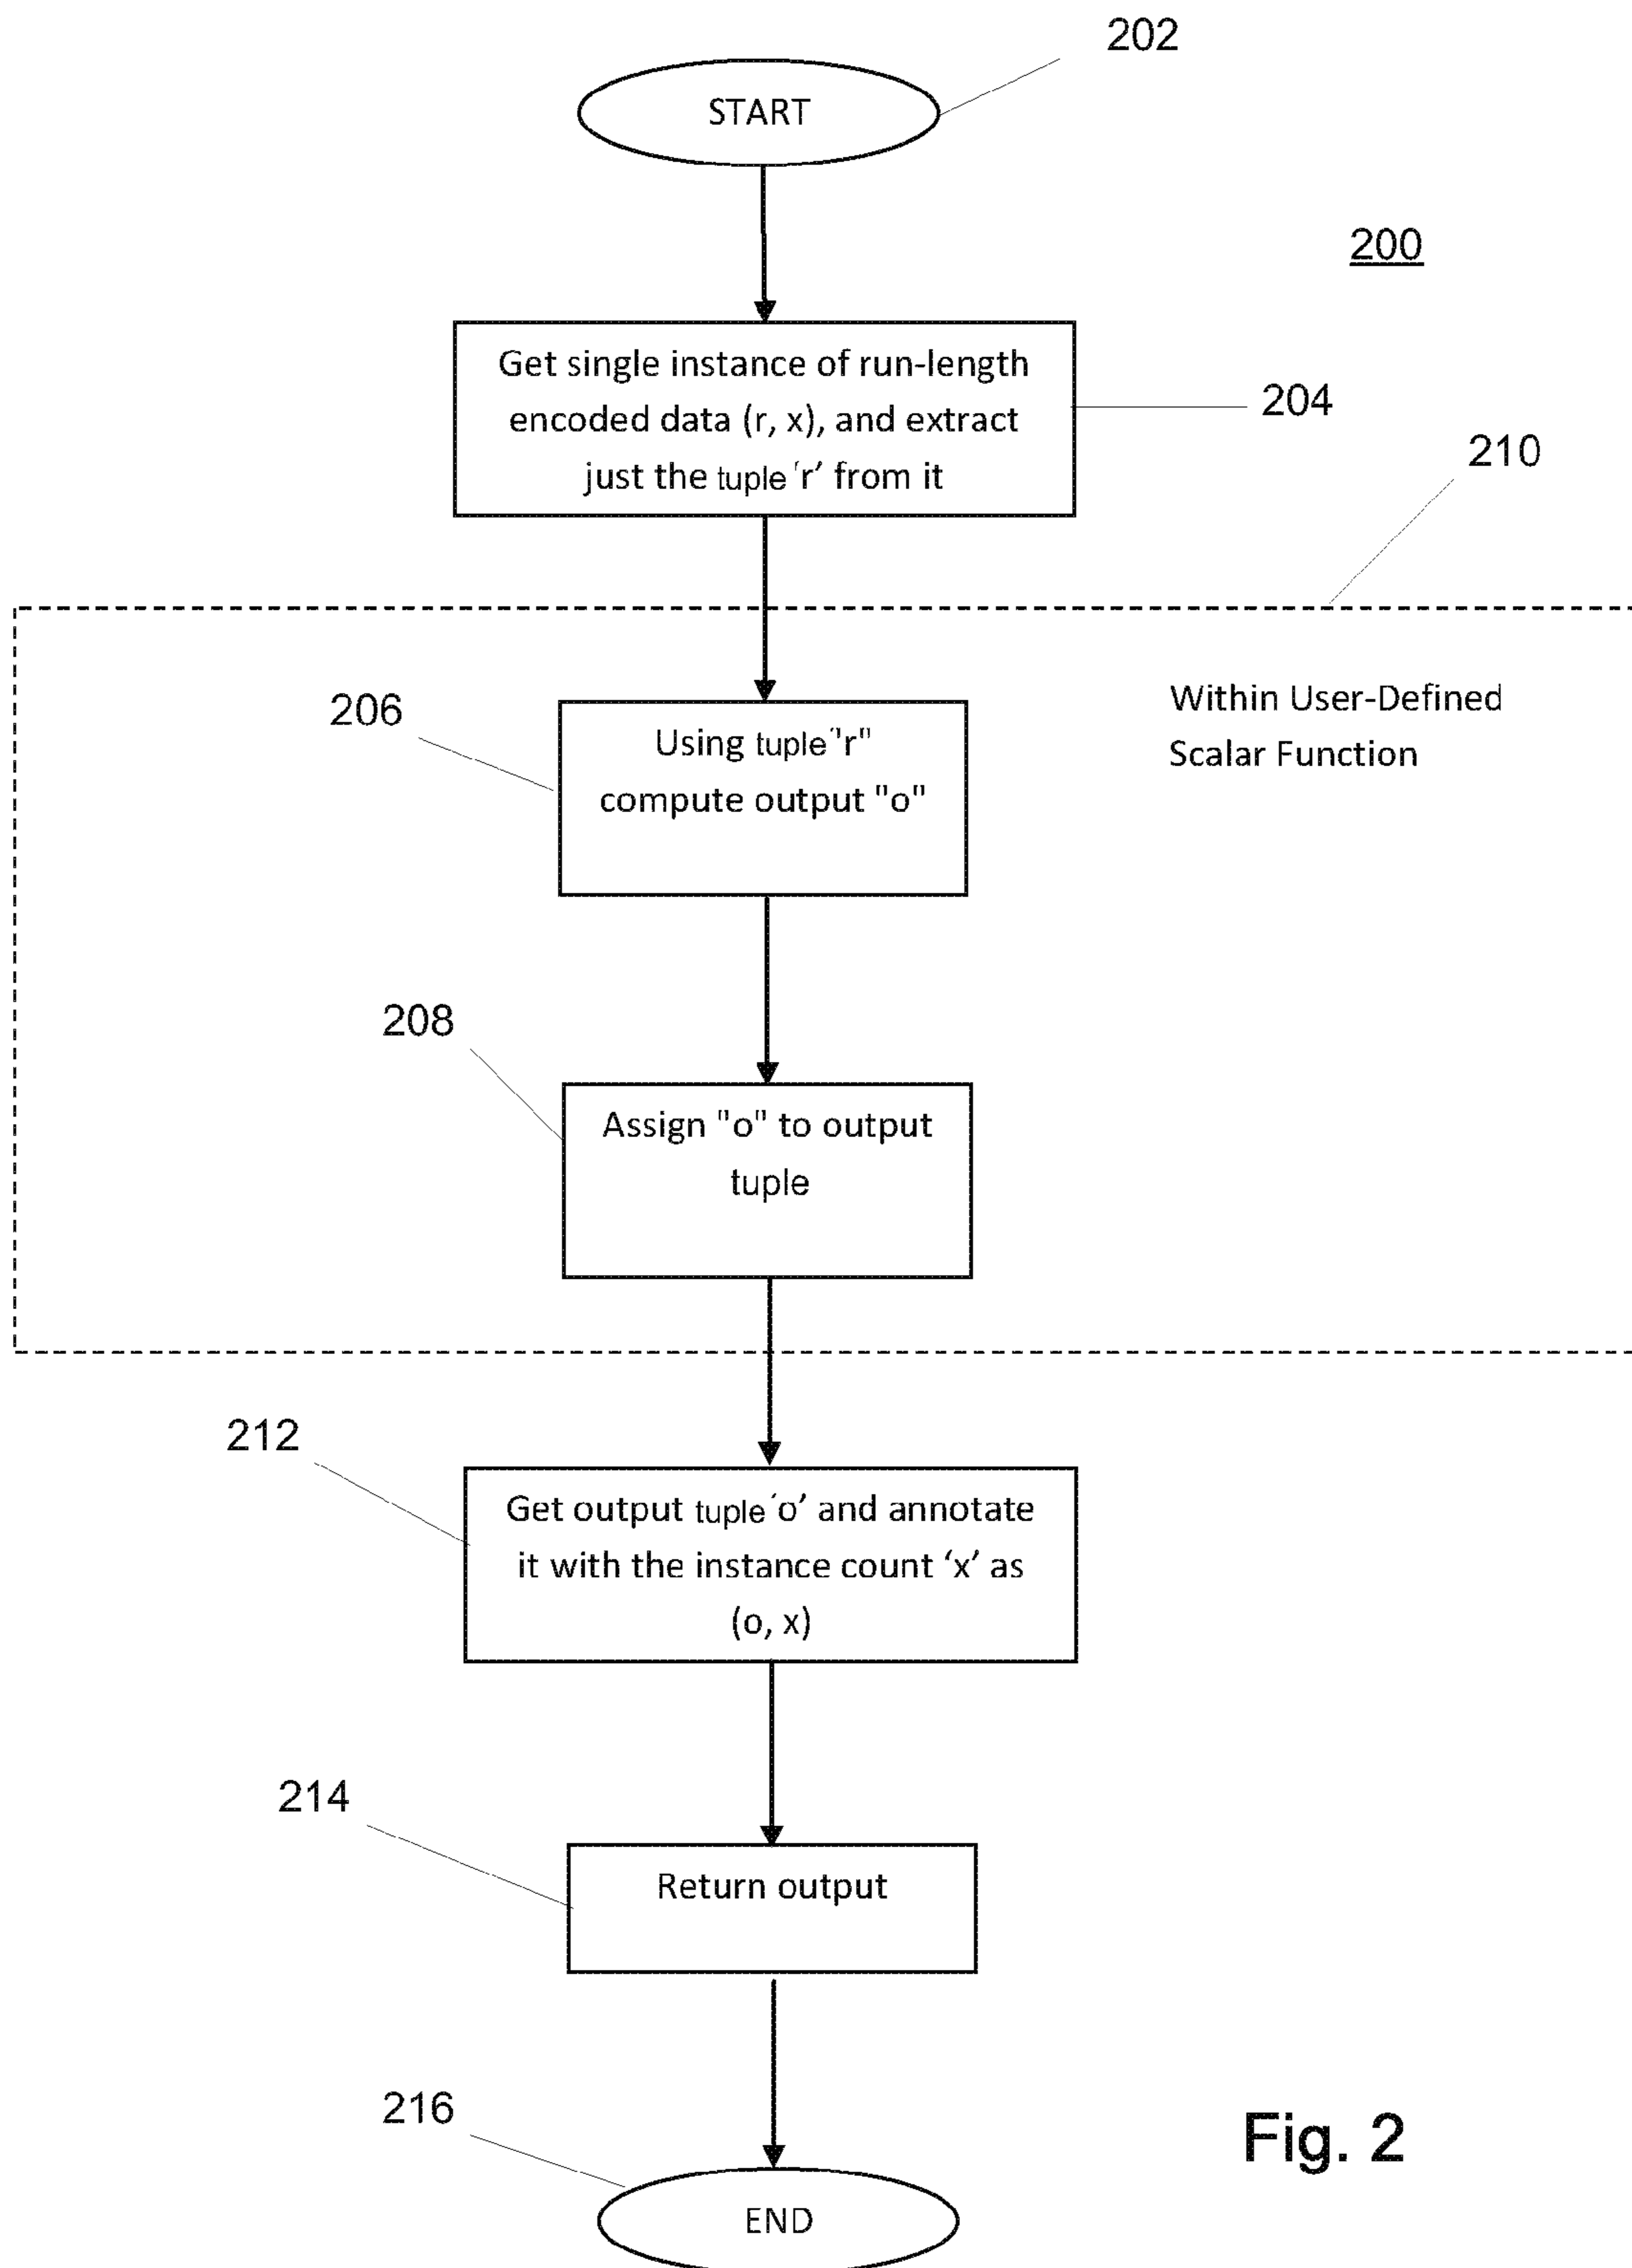 202
START
200
Get single instance of run-length
encoded data (r, x), and extract
just the tuple 'r' from it
204
210
Within User-Defined
Scalar Function
206
Using tuple "r"
compute output "o"
208
Assign "o" to output
tuple
212
Get output tuple 'o' and annotate
it with the instance count 'x' as
(o, x)
214
Return output
216
END
Fig. 2